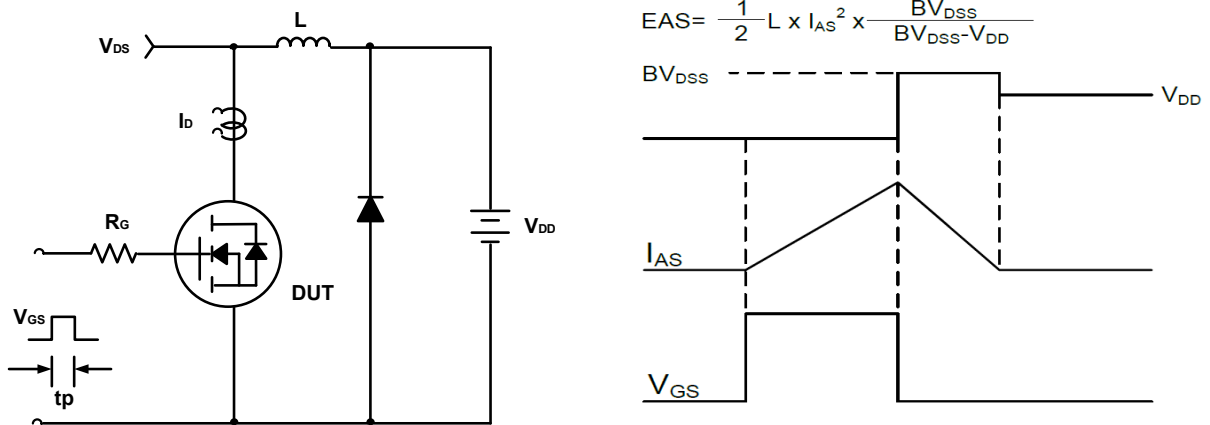 L
VDS
ID
RG
VDD
DUT
VGS
tp
EAS= 1/2 L x IAS² x BVDSS/BVDSS-VDD
BVDSS
VDD
IAS
VGS